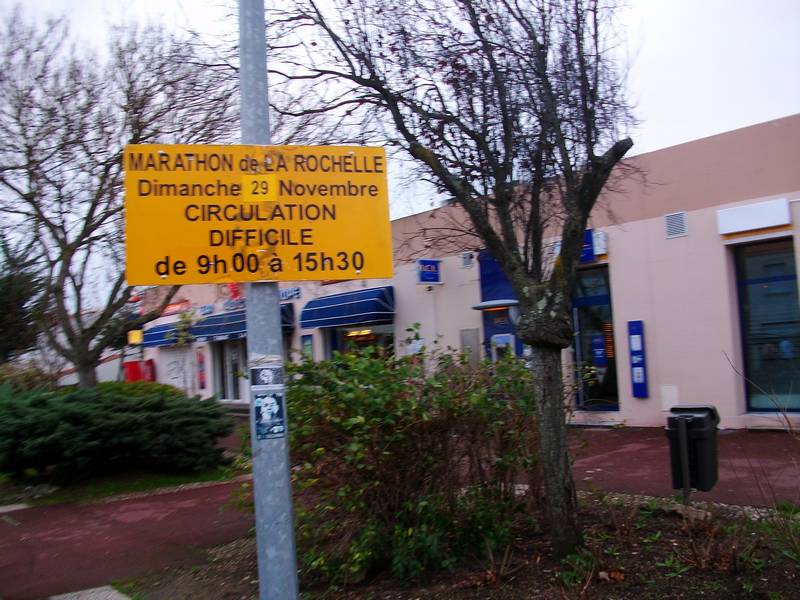 MARATHON de LA ROCHELLE
Dimanche 29 Novembre
CIRCULATION
DIFFICILE
de 9h00 à 15h30